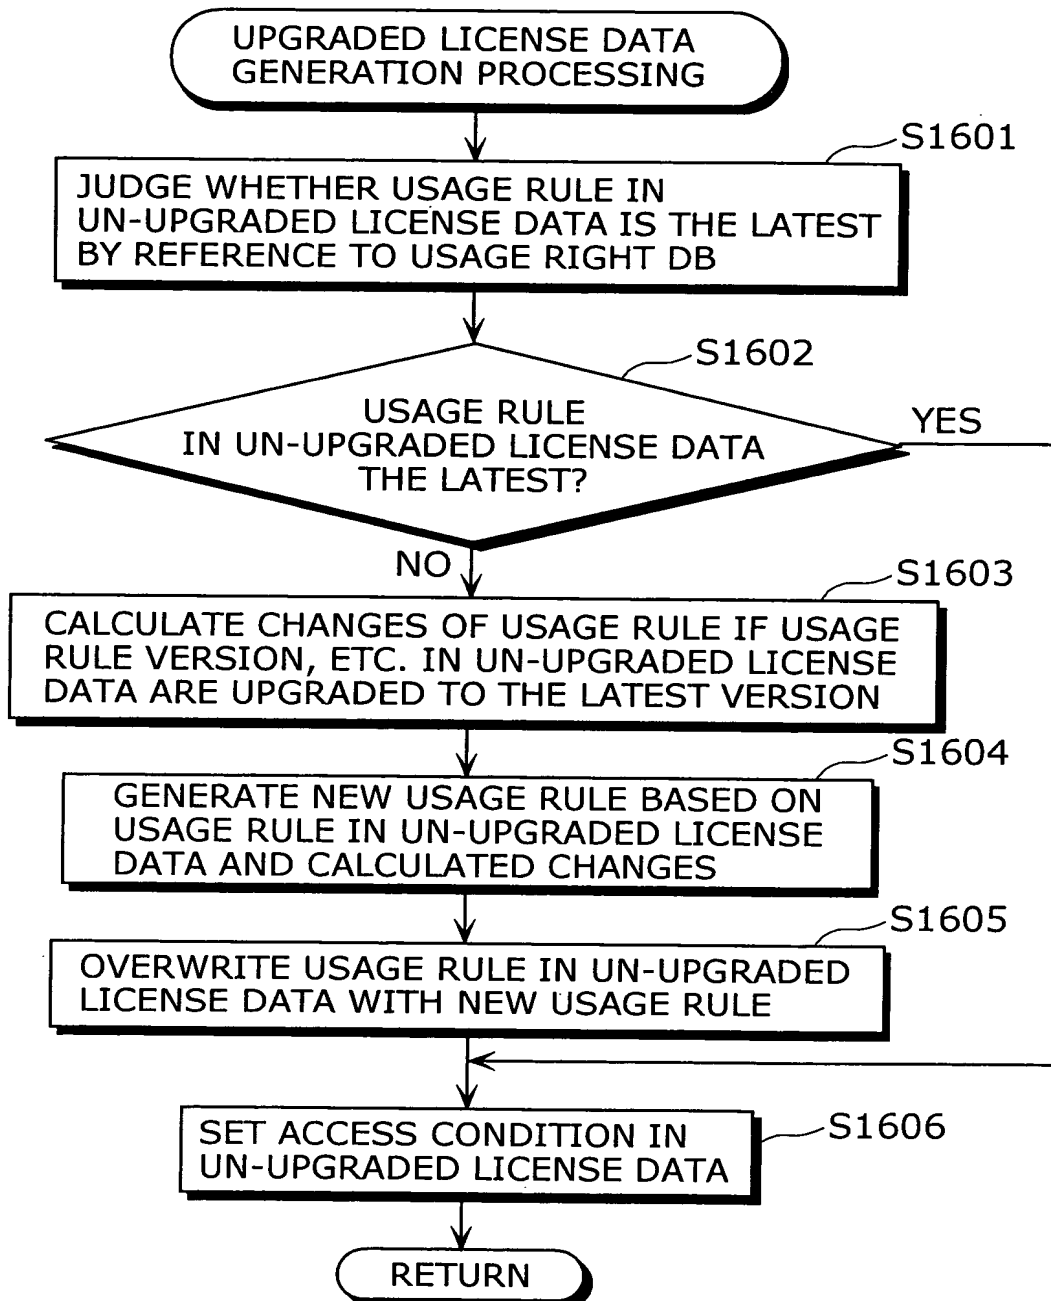 UPGRADED LICENSE DATA
GENERATION PROCESSING
S1601
JUDGE WHETHER USAGE RULE IN
UN-UPGRADED LICENSE DATA IS THE LATEST
BY REFERENCE TO USAGE RIGHT DB
S1602
USAGE RULE
IN UN-UPGRADED LICENSE DATA
THE LATEST?
YES
NO
S1603
CALCULATE CHANGES OF USAGE RULE IF USAGE
RULE VERSION, ETC. IN UN-UPGRADED LICENSE
DATA ARE UPGRADED TO THE LATEST VERSION
S1604
GENERATE NEW USAGE RULE BASED ON
USAGE RULE IN UN-UPGRADED LICENSE
DATA AND CALCULATED CHANGES
S1605
OVERWRITE USAGE RULE IN UN-UPGRADED
LICENSE DATA WITH NEW USAGE RULE
S1606
SET ACCESS CONDITION IN
UN-UPGRADED LICENSE DATA
RETURN